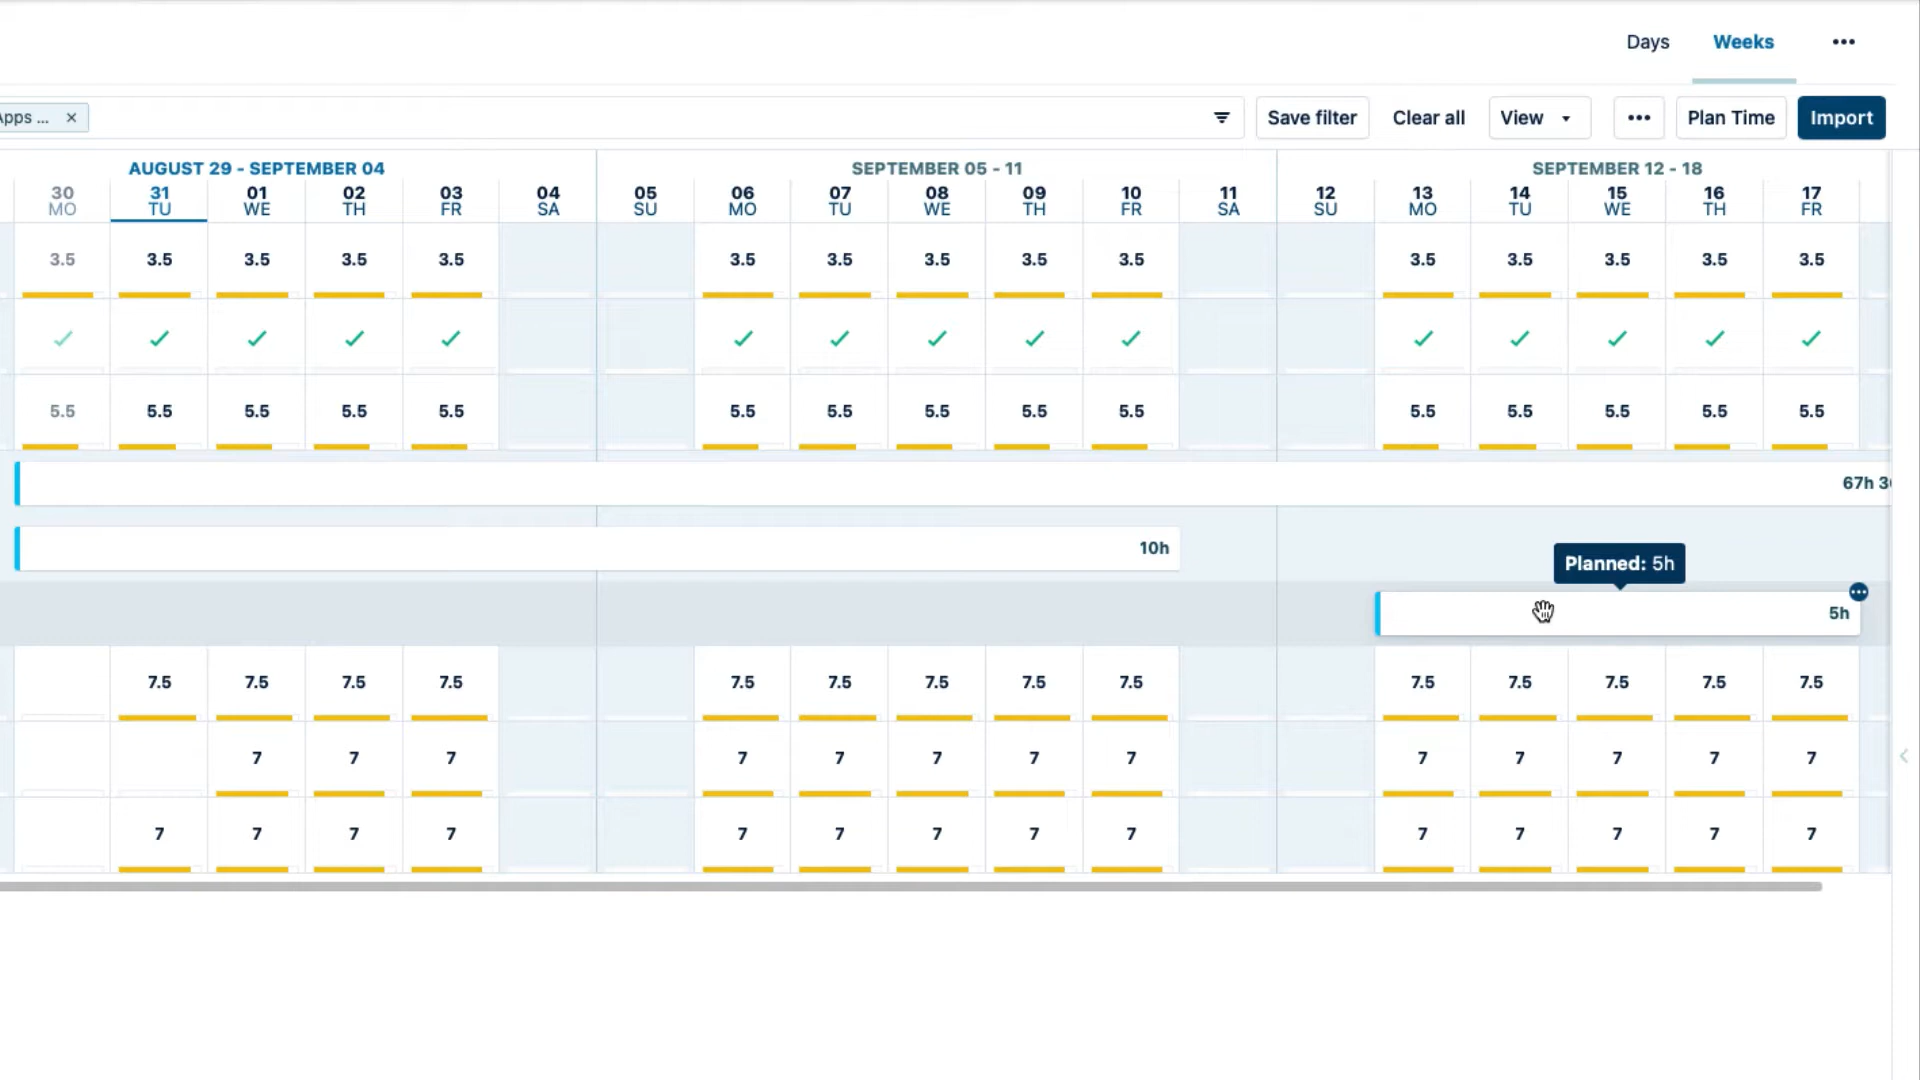 Days Weeks
Apps ... Save filter Clear all View Plan Time Import
AUGUST 29 - SEPTEMBER 04 SEPTEMBER 05 - 11 SEPTEMBER 12 - 18
30 31 01 02 03 04 05 06 07 08 09 10 11 12 13 14 15 16 17
MO TU WE TH FR SA SU MO TU WE TH FR SA SU MO TU WE TH FR
3.5 3.5 3.5 3.5 3.5 3.5 3.5 3.5 3.5 3.5 3.5 3.5 3.5 3.5 3.5
5.5 5.5 5.5 5.5 5.5 5.5 5.5 5.5 5.5 5.5 5.5 5.5 5.5 5.5 5.5
67h
10h
Planned: 5h
5h
7.5 7.5 7.5 7.5 7.5 7.5 7.5 7.5 7.5 7.5 7.5 7.5 7.5 7.5
7 7 7 7 7 7 7 7 7 7 7 7 7
7 7 7 7 7 7 7 7 7 7 7 7 7 7